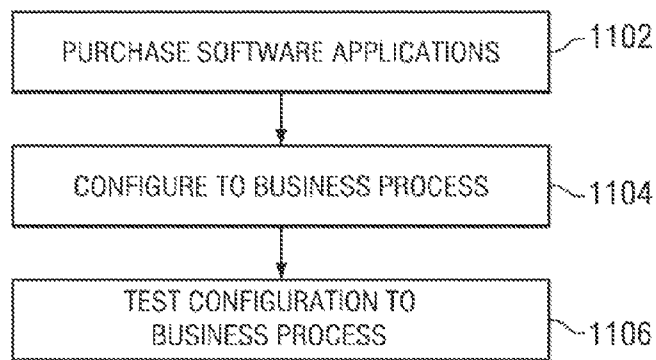 PURCHASE SOFTWARE APPLICATIONS
1102
CONFIGURE TO BUSINESS PROCESS
1104
TEST CONFIGURATION TO
BUSINESS PROCESS
1106